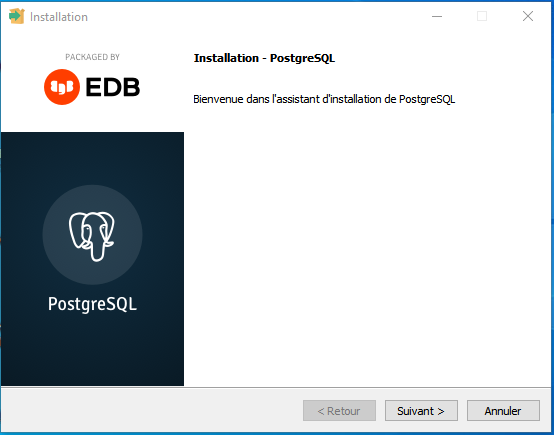 Installation
PACKAGED BY
EDB
Installation - PostgreSQL
Bienvenue dans l'assistant d'installation de PostgreSQL
PostgreSQL
< Retour
Suivant >
Annuler